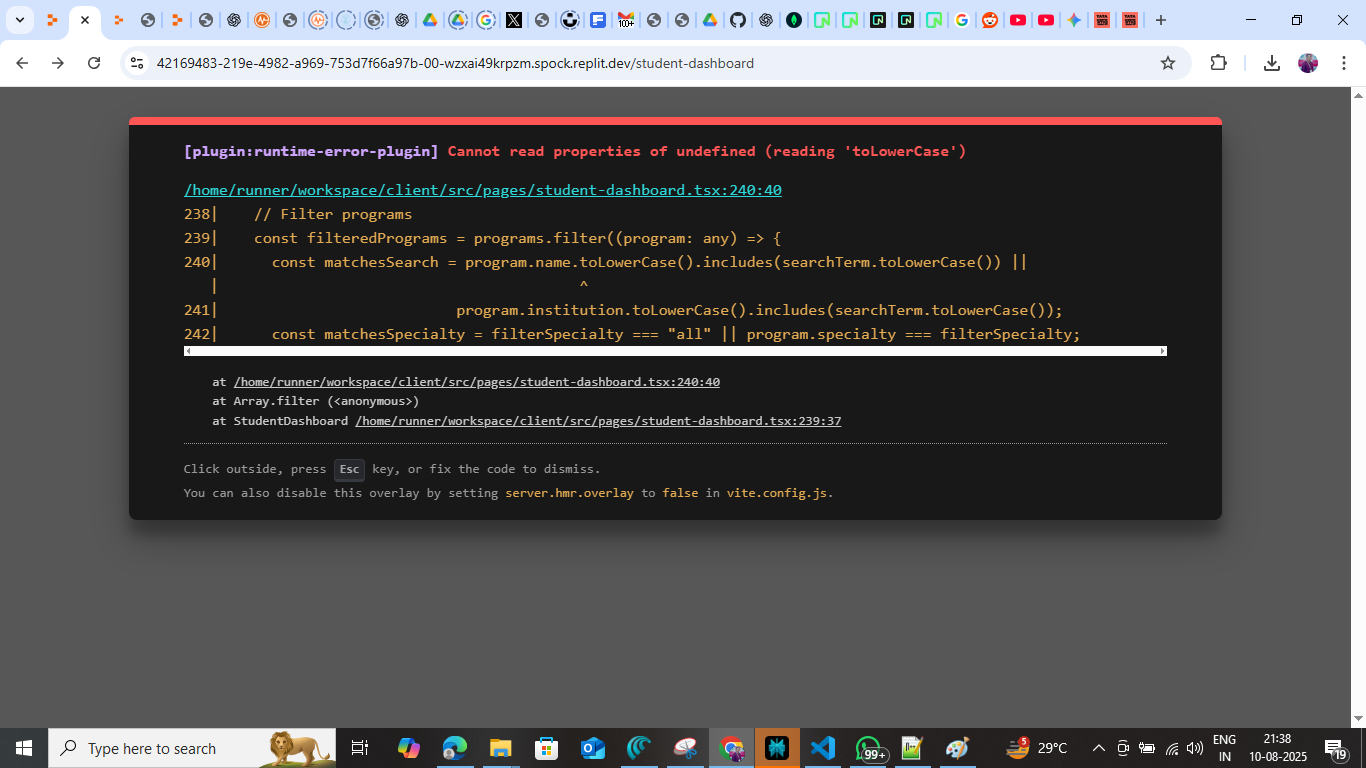 42169483-219e-4982-a969-753d7f66a97b-00-wzxai49krpzm.spock.replit.dev/student-dashboard
[plugin:runtime-error-plugin] Cannot read properties of undefined (reading 'toLowerCase')
/home/runner/workspace/client/src/pages/student-dashboard.tsx:240:40
238|    // Filter programs
239|    const filteredPrograms = programs.filter((program: any) => {
240|      const matchesSearch = program.name.toLowerCase().includes(searchTerm.toLowerCase()) ||
   |                                         ^
241|                           program.institution.toLowerCase().includes(searchTerm.toLowerCase());
242|      const matchesSpecialty = filterSpecialty === "all" || program.specialty === filterSpecialty;
at /home/runner/workspace/client/src/pages/student-dashboard.tsx:240:40
at Array.filter (<anonymous>)
at StudentDashboard /home/runner/workspace/client/src/pages/student-dashboard.tsx:239:37
Click outside, press Esc key, or fix the code to dismiss.
You can also disable this overlay by setting server.hmr.overlay to false in vite.config.js.
Type here to search
99+
5
29°C
ENG
IN
21:38
10-08-2025
19